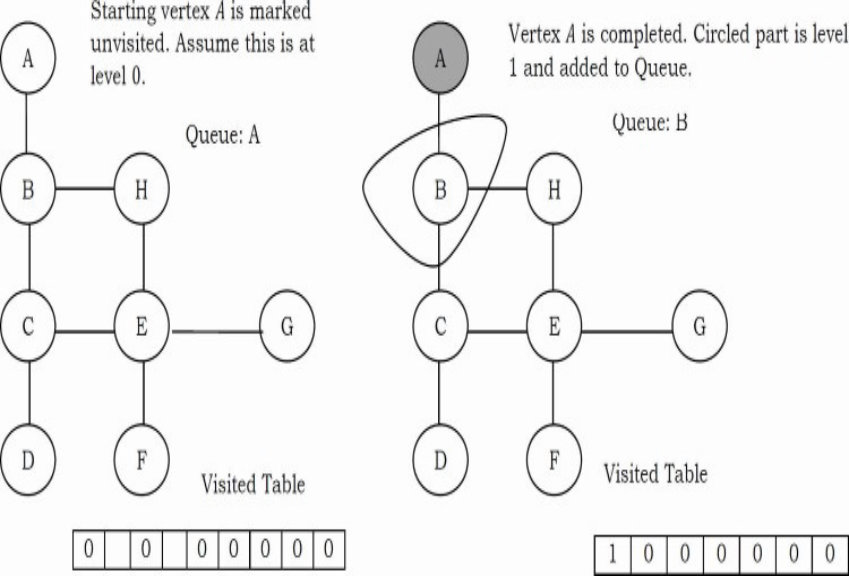 Starting vertex A is marked
unvisited. Assume this is at
level 0.
Queue: A
A
B
H
C
E
G
D
F
Visited Table
0 0 0 0 0 0 0
Vertex A is completed. Circled part is level
1 and added to Queue.
Queue: B
A
B
H
C
E
G
D
F
Visited Table
1 0 0 0 0 0 0